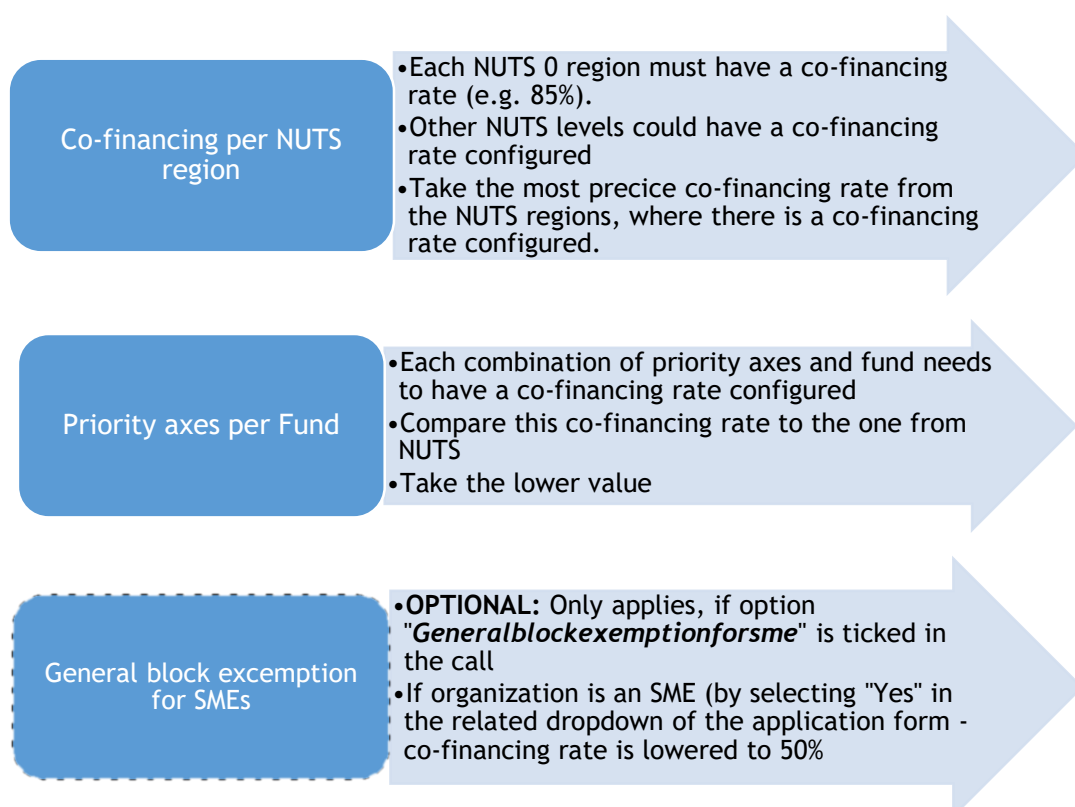 Co-financing per NUTS
region
•Each NUTS 0 region must have a co-financing
rate (e.g. 85%).
•Other NUTS levels could have a co-financing
rate configured
•Take the most precice co-financing rate from
the NUTS regions, where there is a co-financing
rate configured.
Priority axes per Fund
•Each combination of priority axes and fund needs
to have a co-financing rate configured
•Compare this co-financing rate to the one from
NUTS
•Take the lower value
General block excemption
for SMEs
•OPTIONAL: Only applies, if option
"Generalblockexemptionforsme" is ticked in
the call
•If organization is an SME (by selecting "Yes" in
the related dropdown of the application form -
co-financing rate is lowered to 50%